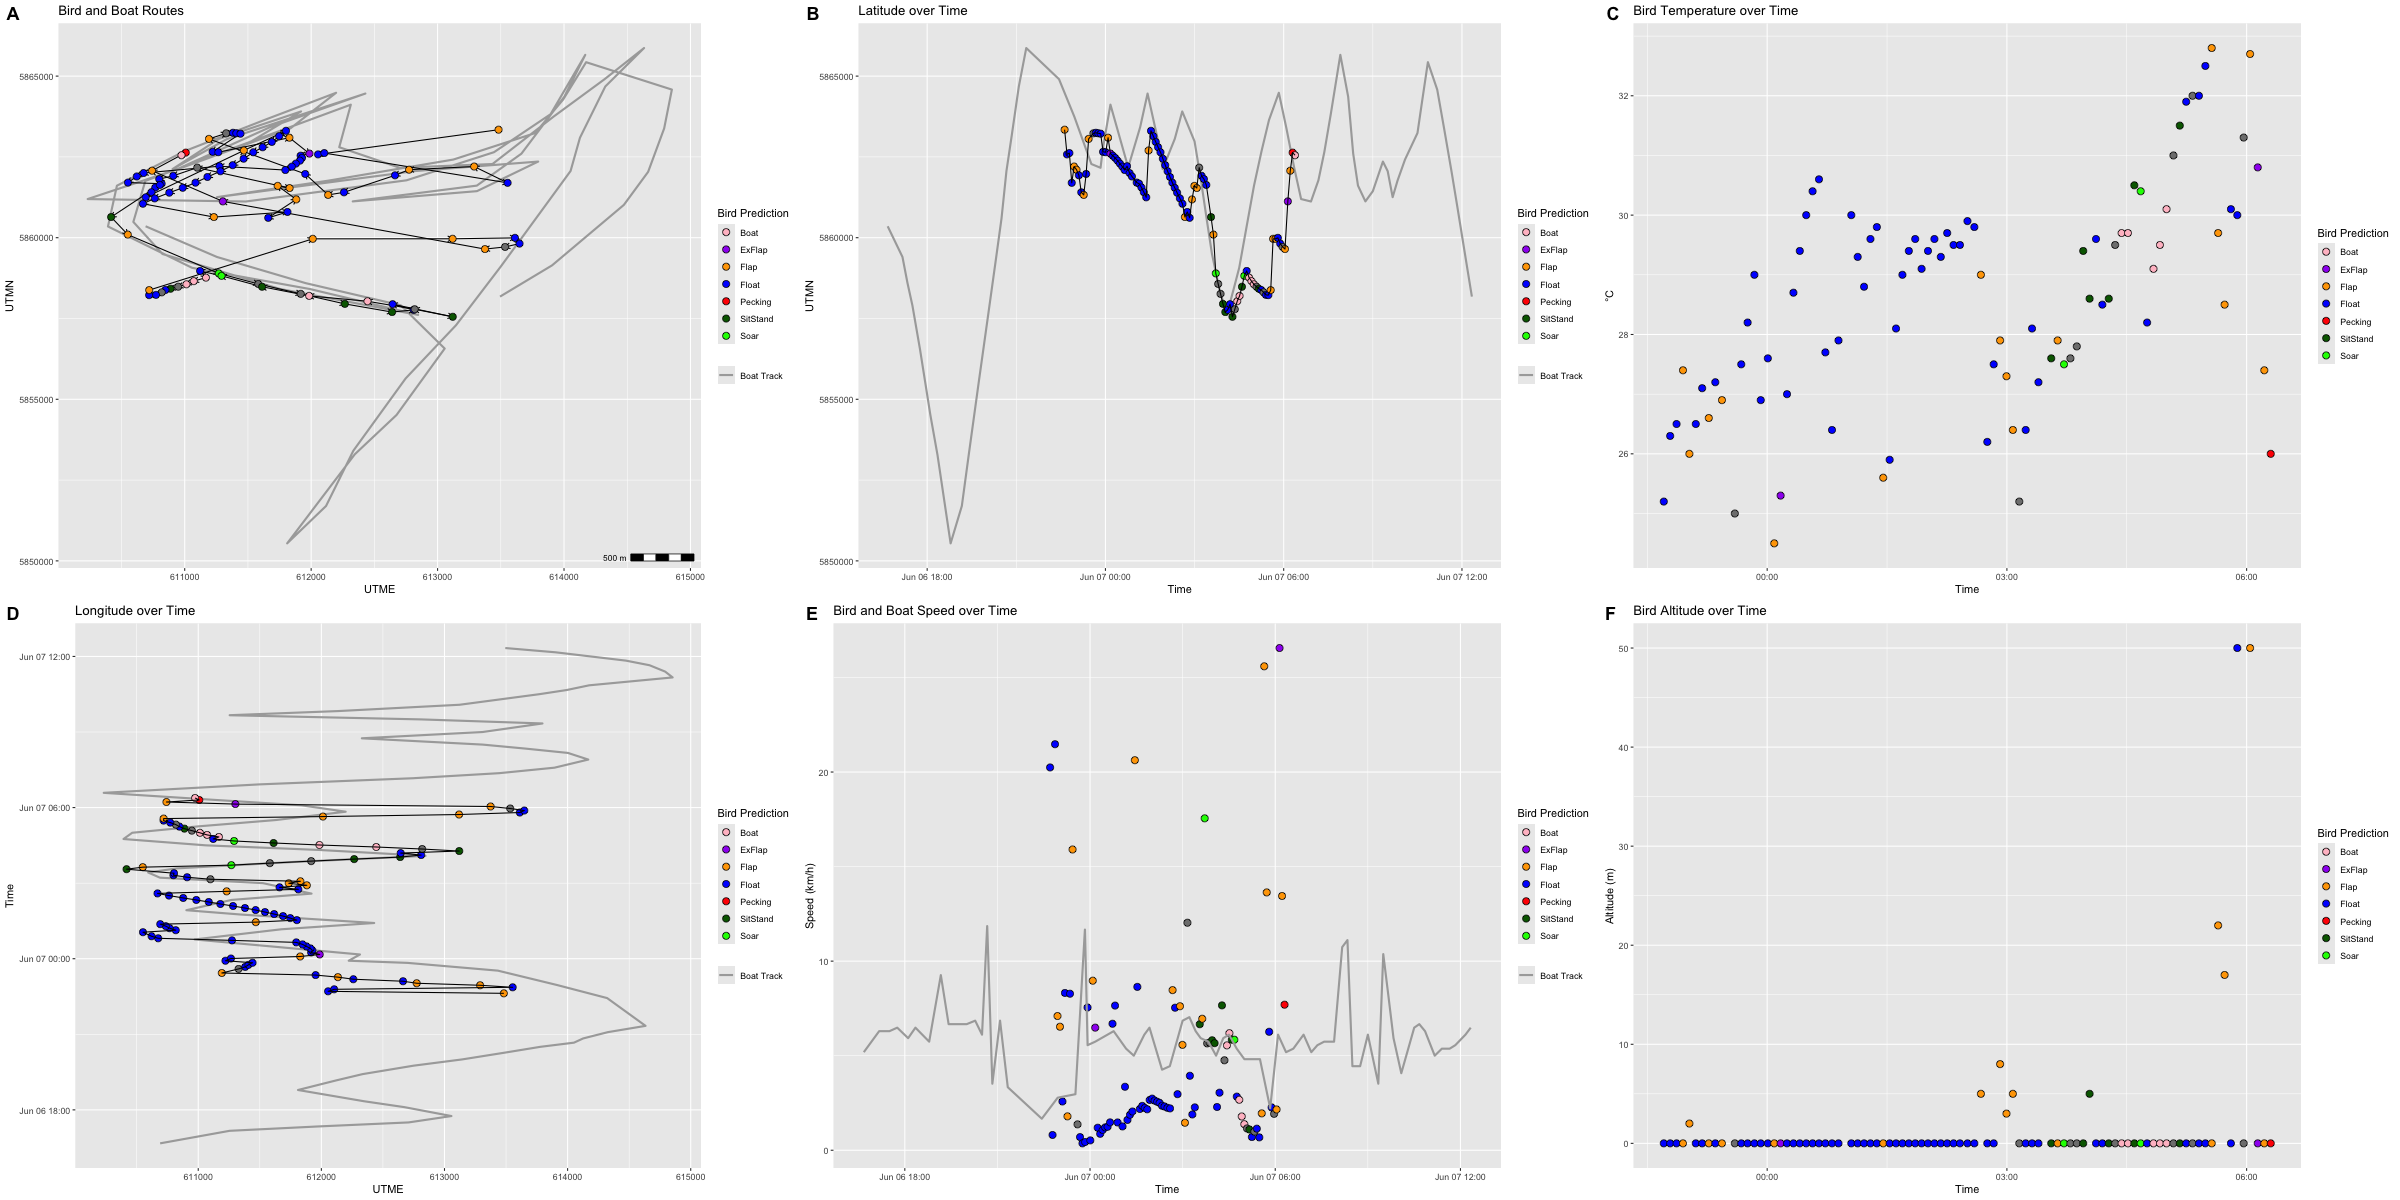 A Bird and Boat Routes
UTMN
5865000
5860000
5855000
5850000
611000 612000 613000 614000 615000
UTME
500 m
Bird Prediction
Boat
ExFlap
Flap
Float
Pecking
SitStand
Soar
Boat Track
B Latitude over Time
UTMN
5865000
5860000
5855000
5850000
Jun 06 18:00 Jun 07 00:00 Jun 07 06:00 Jun 07 12:00
Time
Bird Prediction
Boat
ExFlap
Flap
Float
Pecking
SitStand
Soar
Boat Track
C Bird Temperature over Time
°C
32
30
28
26
00:00 03:00 06:00
Time
Bird Prediction
Boat
ExFlap
Flap
Float
Pecking
SitStand
Soar
D Longitude over Time
Time
Jun 07 12:00
Jun 07 06:00
Jun 07 00:00
Jun 06 18:00
611000 612000 613000 614000 615000
UTME
Bird Prediction
Boat
ExFlap
Flap
Float
Pecking
SitStand
Soar
Boat Track
E Bird and Boat Speed over Time
Speed (km/h)
20
10
0
Jun 06 18:00 Jun 07 00:00 Jun 07 06:00 Jun 07 12:00
Time
Bird Prediction
Boat
ExFlap
Flap
Float
Pecking
SitStand
Soar
Boat Track
F Bird Altitude over Time
Altitude (m)
50
40
30
20
10
0
00:00 03:00 06:00
Time
Bird Prediction
Boat
ExFlap
Flap
Float
Pecking
SitStand
Soar